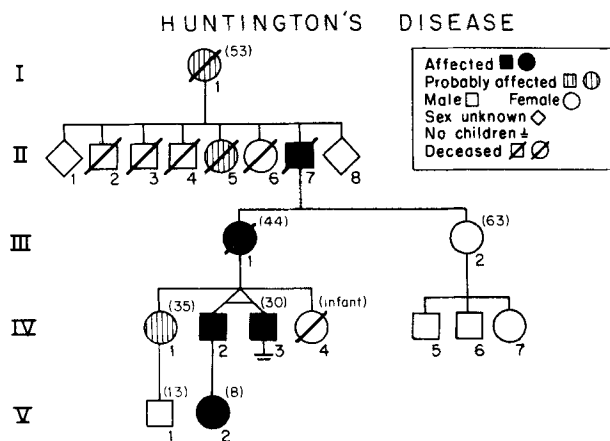 HUNTINGTON'S DISEASE
Affected
Probably affected
Male Female
Sex unknown
No children
Deceased
I
(53)
1
II
1 2 3 4 5 6 7 8
III
(44) (63)
1 2
IV
(35) (30) (infant)
1 2 3 4 5 6 7
V
(13) (8)
1 2